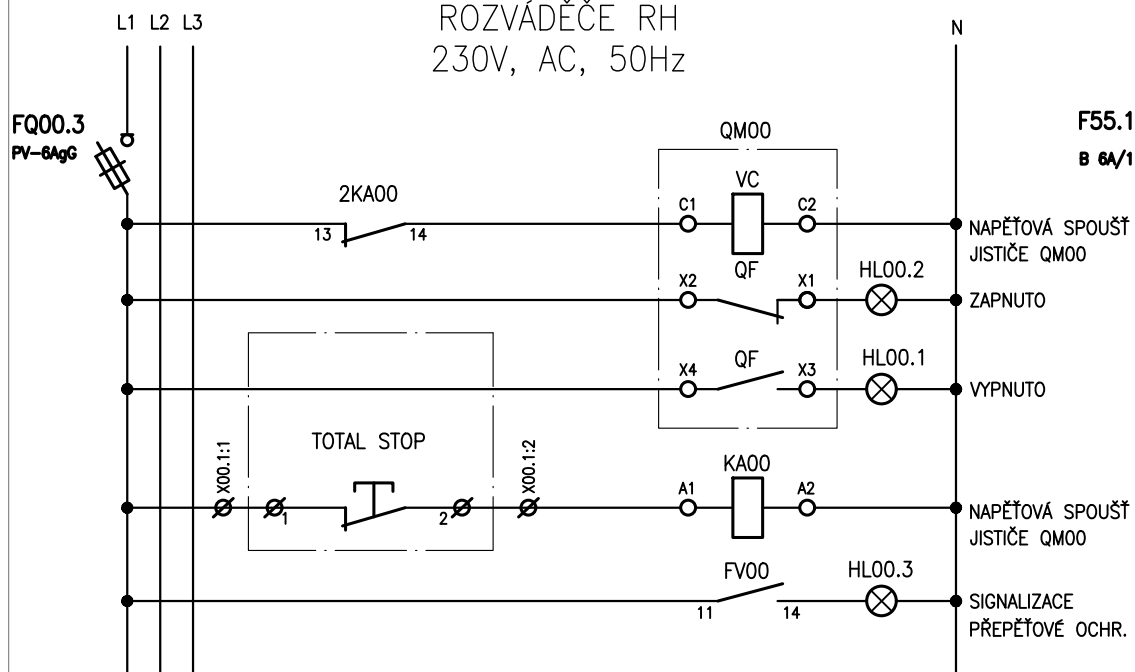 ROZVÁDĚČE RH
230V, AC, 50Hz
L1 L2 L3
N
FQ00.3
PV-6AgG
F55.1
B 6A/1
QM00
VC
2KA00
13
14
C1
C2
NAPĚŤOVÁ SPOUŠŤ
JISTIČE QM00
QF
X2
X1
HL00.2
ZAPNUTO
QF
X4
X3
HL00.1
VYPNUTO
TOTAL STOP
X00.1:1
1
2
X00.1:2
KA00
A1
A2
NAPĚŤOVÁ SPOUŠŤ
JISTIČE QM00
FV00
11
14
HL00.3
SIGNALIZACE
PŘEPĚŤOVÉ OCHR.